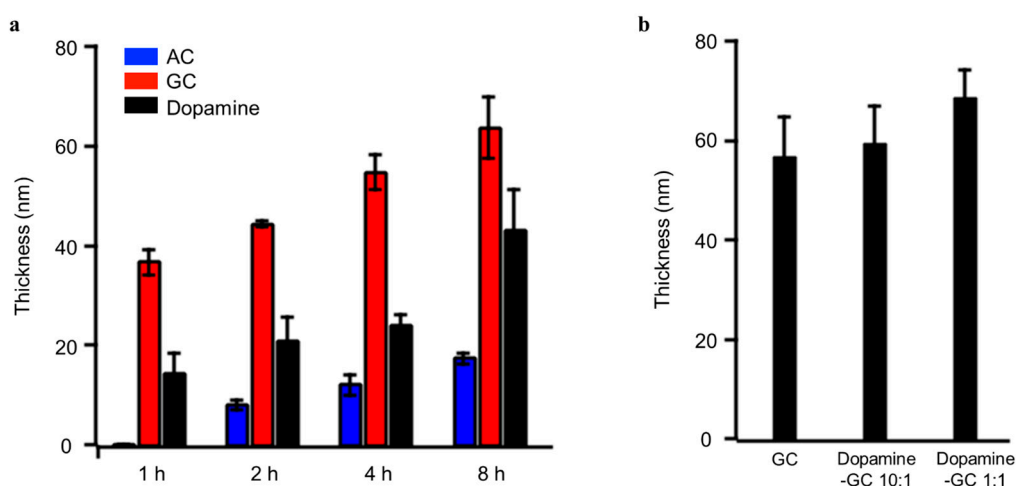 a
80
60
40
20
0
Thickness (nm)
AC
GC
Dopamine
1 h
2 h
4 h
8 h
b
80
60
40
20
0
Thickness (nm)
GC
Dopamine
-GC 10:1
Dopamine
-GC 1:1